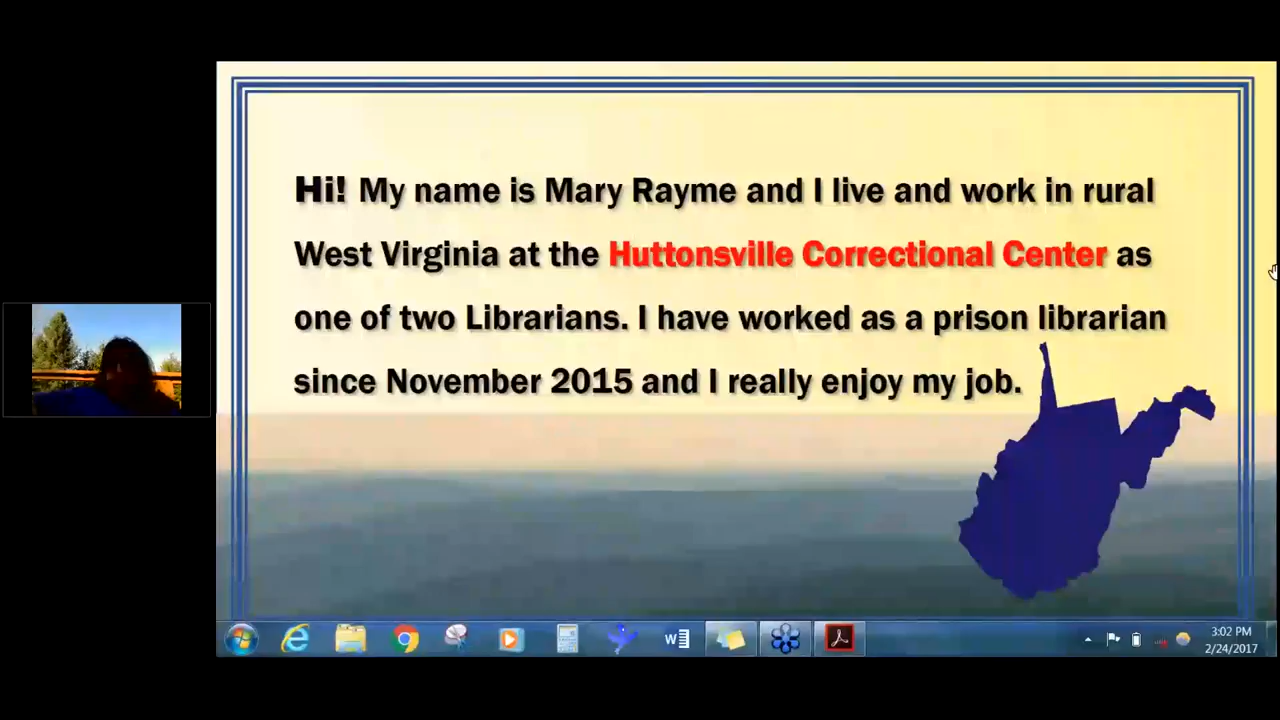 Hi! My name is Mary Rayme and I live and work in rural
West Virginia at the Huttonsville Correctional Center as
one of two Librarians. I have worked as a prison librarian
since November 2015 and I really enjoy my job.
3:02 PM
2/24/2017